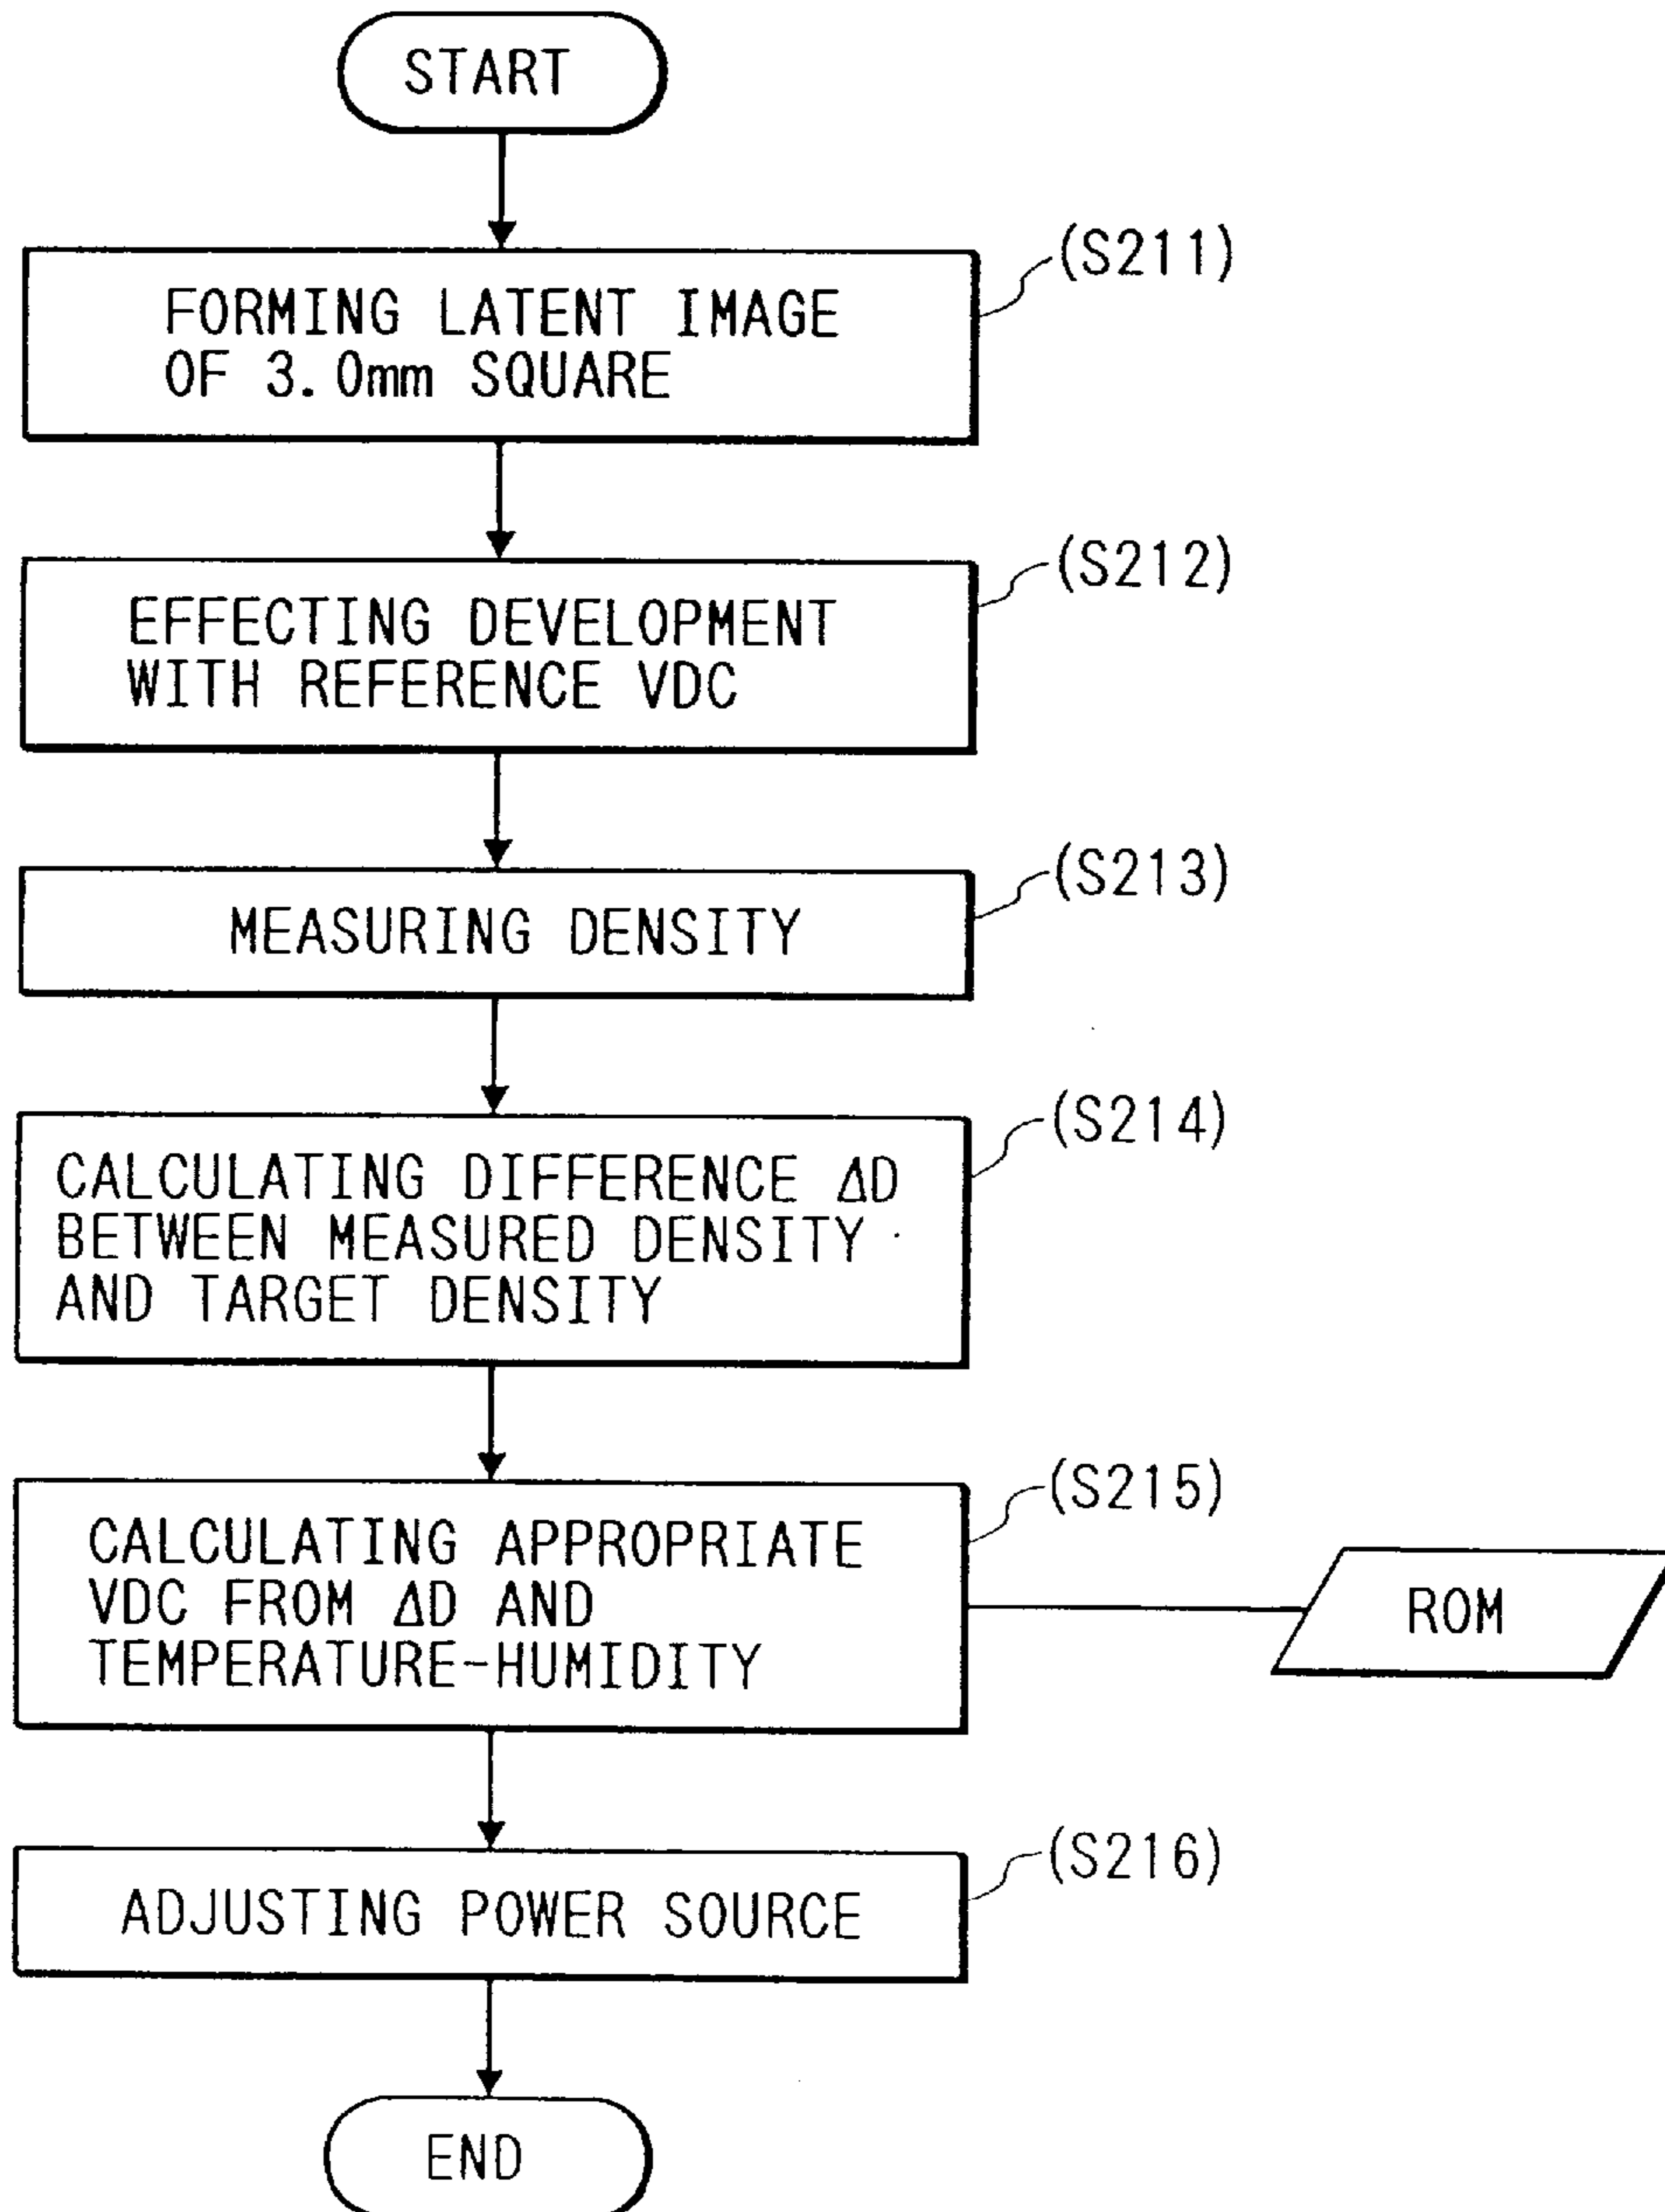 START
(S211)
FORMING LATENT IMAGE
OF 3.0mm SQUARE
(S212)
EFFECTING DEVELOPMENT
WITH REFERENCE VDC
(S213)
MEASURING DENSITY
(S214)
CALCULATING DIFFERENCE ΔD
BETWEEN MEASURED DENSITY
AND TARGET DENSITY
(S215)
CALCULATING APPROPRIATE
VDC FROM ΔD AND
TEMPERATURE-HUMIDITY
ROM
(S216)
ADJUSTING POWER SOURCE
END